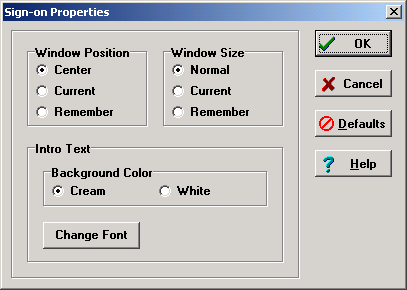 Sign-on Properties
Window Position
Window Size
OK
Center
Normal
Current
Current
Cancel
Remember
Remember
Defaults
Intro Text
Help
Background Color
Cream
White
Change Font